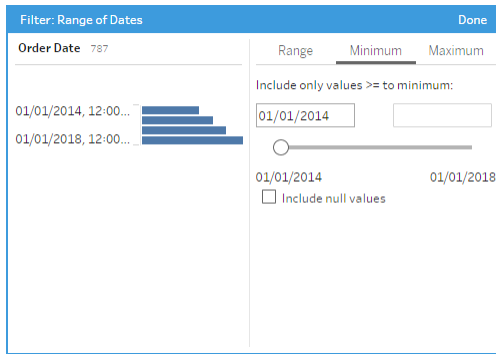 Filter: Range of Dates Done
Order Date 787
Range Minimum Maximum
Include only values >= to minimum:
01/01/2014, 12:00...
01/01/2014
01/01/2018, 12:00...
01/01/2014 01/01/2018
Include null values